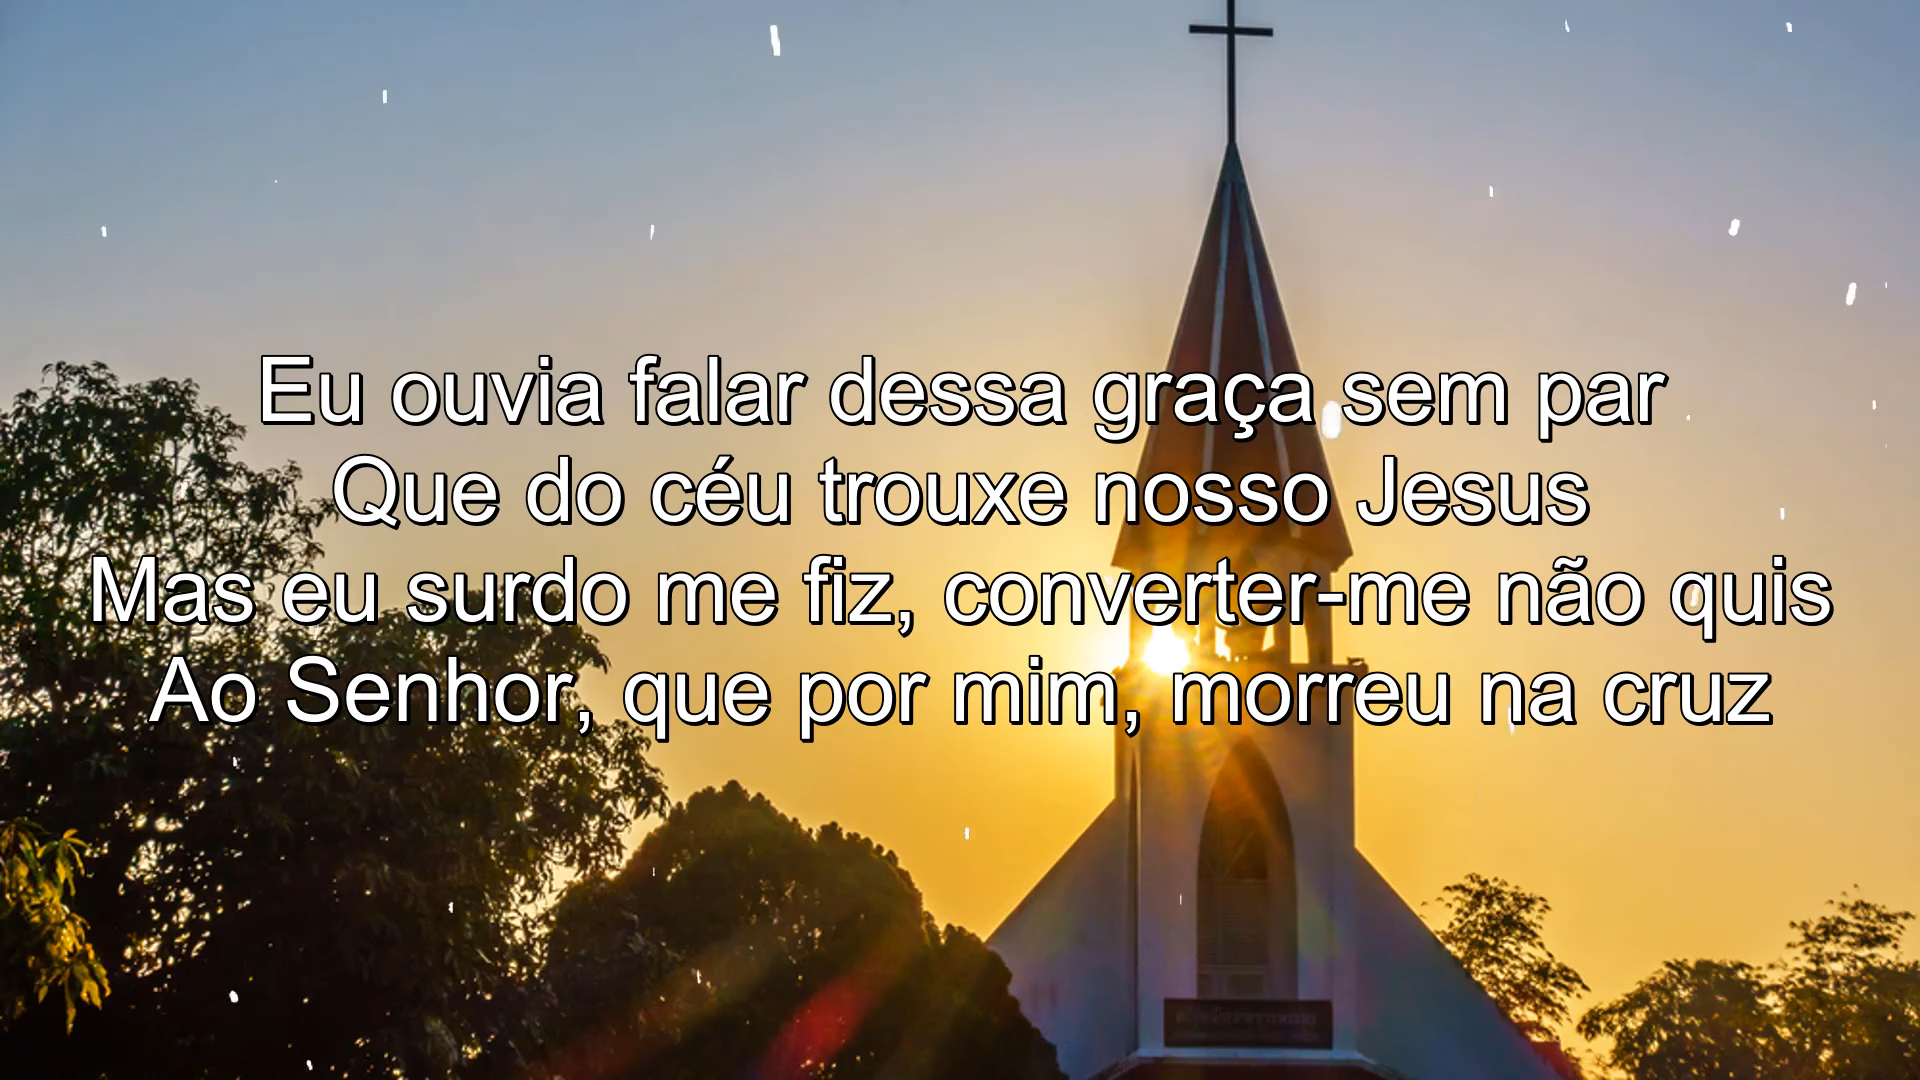 Eu ouvia falar dessa graça sem par
Que do céu trouxe nosso Jesus
Mas eu surdo me fiz, converter-me não quis
Ao Senhor, que por mim, morreu na cruz